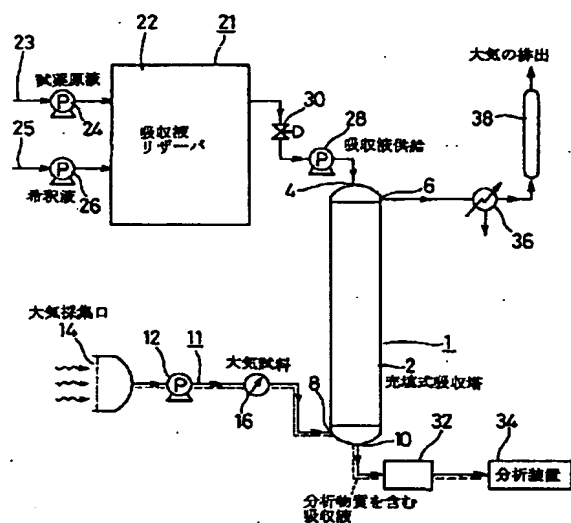 23
22
21
試薬原液
P
24
30
28
大気の排出
38
25
吸収液
リザーバ
P
吸収液供給
P
26
希釈液
4
6
36
大気採集口
14
12
11
大気試料
P
16
8
1
2
充填式吸収塔
10
32
34
分析装置
分析物質を含む
吸収液